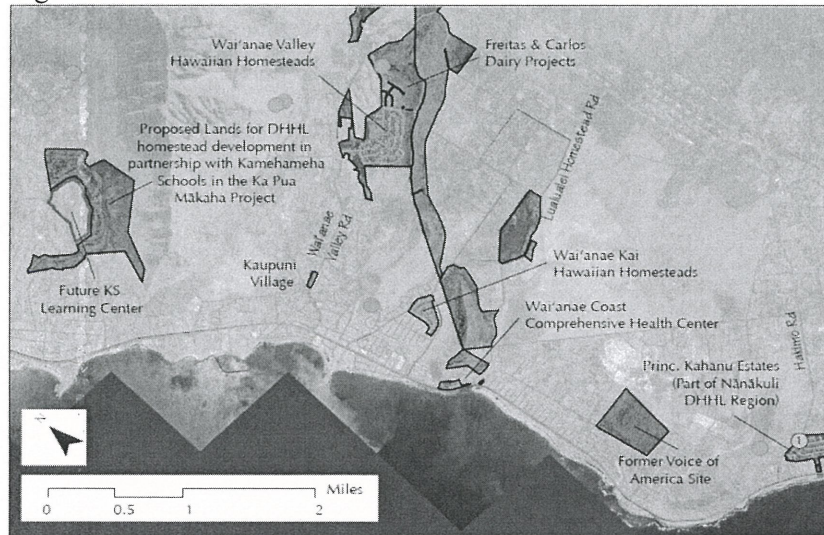 Wai'anae Valley
Hawaiian Homesteads
Freitas & Carlos
Dairy Projects
Proposed Lands for DHHL
homestead development in
partnership with Kamehameha
Schools in the Ka Pua
Mākaha Project
Lualualei Homestead Rd
Wai'anae
Valley Rd
Kaupuni
Village
Future KS
Learning Center
Wai'anae Kai
Hawaiian Homesteads
Wai'anae Coast
Comprehensive Health Center
Princ. Kahanu Estates
(Part of Nānākuli
DHHL Region)
Hakimo Rd
1
Former Voice of
America Site
Miles
0 0.5 1 2